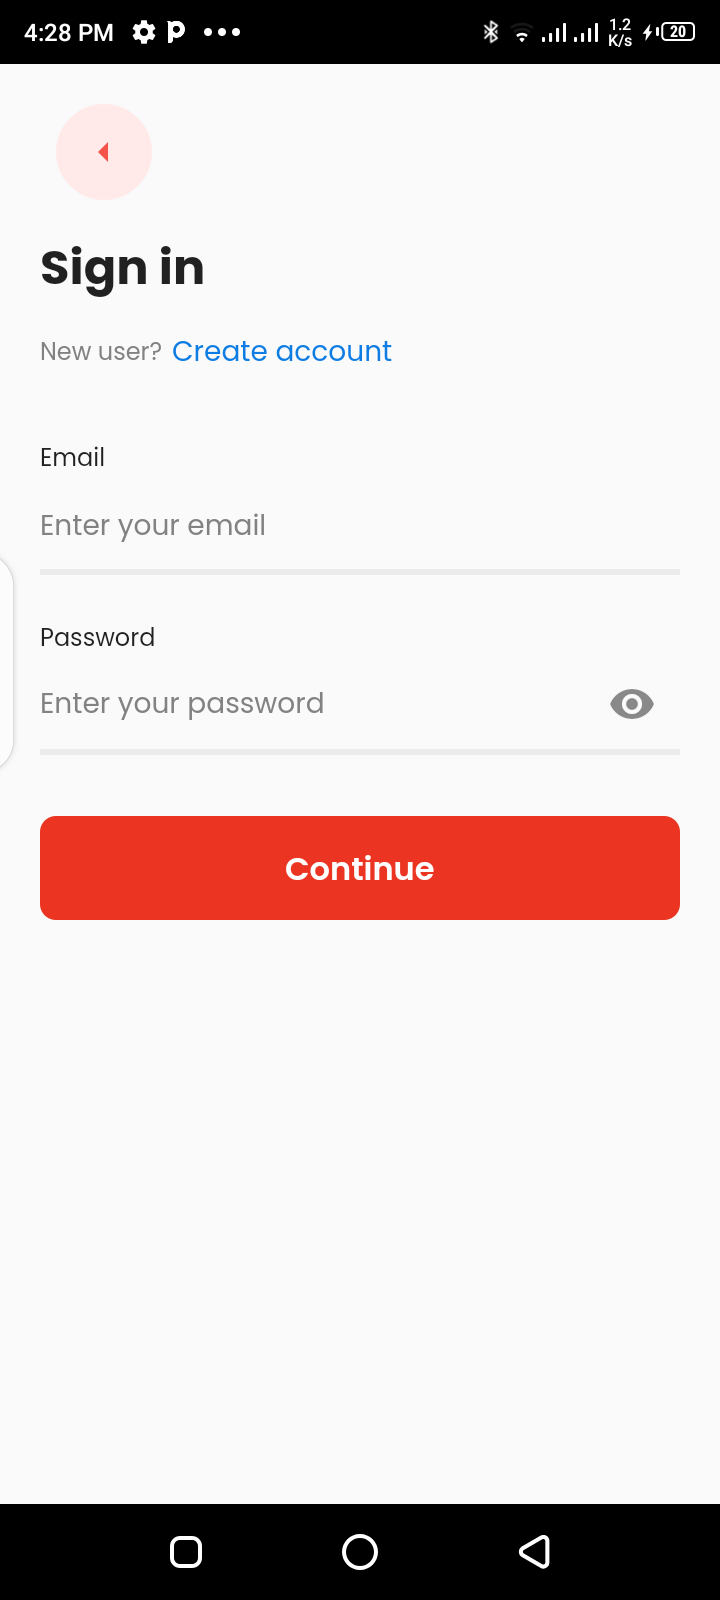 4:28 PM
1.2
K/s
20
Sign in
New user? Create account
Email
Enter your email
Password
Enter your password
Continue